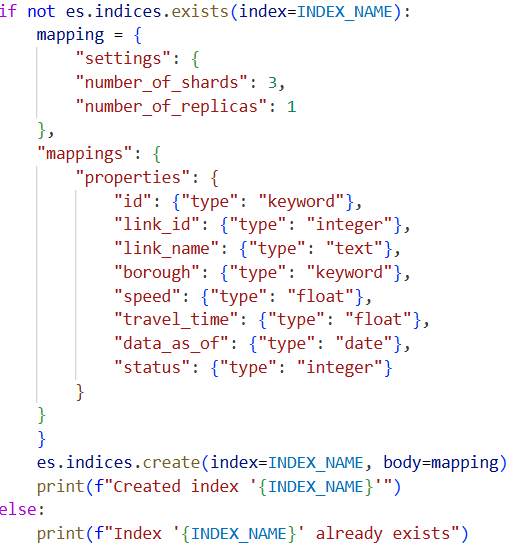 if not es.indices.exists(index=INDEX_NAME):
    mapping = {
        "settings": {
        "number_of_shards": 3,
        "number_of_replicas": 1
    },
    "mappings": {
        "properties": {
            "id": {"type": "keyword"},
            "link_id": {"type": "integer"},
            "link_name": {"type": "text"},
            "borough": {"type": "keyword"},
            "speed": {"type": "float"},
            "travel_time": {"type": "float"},
            "data_as_of": {"type": "date"},
            "status": {"type": "integer"}
        }
    }
    }
    es.indices.create(index=INDEX_NAME, body=mapping)
    print(f"Created index '{INDEX_NAME}'")
else:
    print(f"Index '{INDEX_NAME}' already exists")